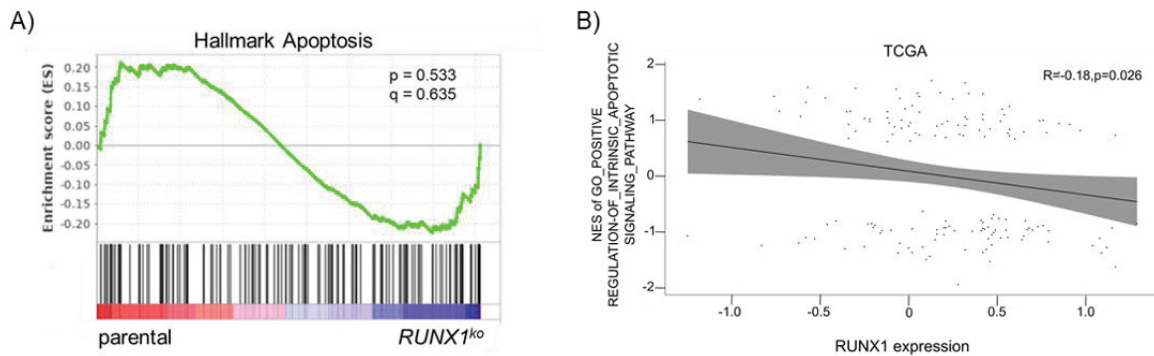 A)
Hallmark Apoptosis
p = 0.533
q = 0.635
Enrichment score (ES)
0.20
0.15
0.10
0.05
0.00
-0.05
-0.10
-0.15
-0.20
parental
RUNX1ᵏᵒ
B)
TCGA
R=-0.18,p=0.026
NES of GO_POSITIVE
REGULATION-OF_INTRINSIC_APOPTOTIC
SIGNALING_PATHWAY
2
1
0
-1
-2
-1.0
-0.5
0
0.5
1.0
RUNX1 expression